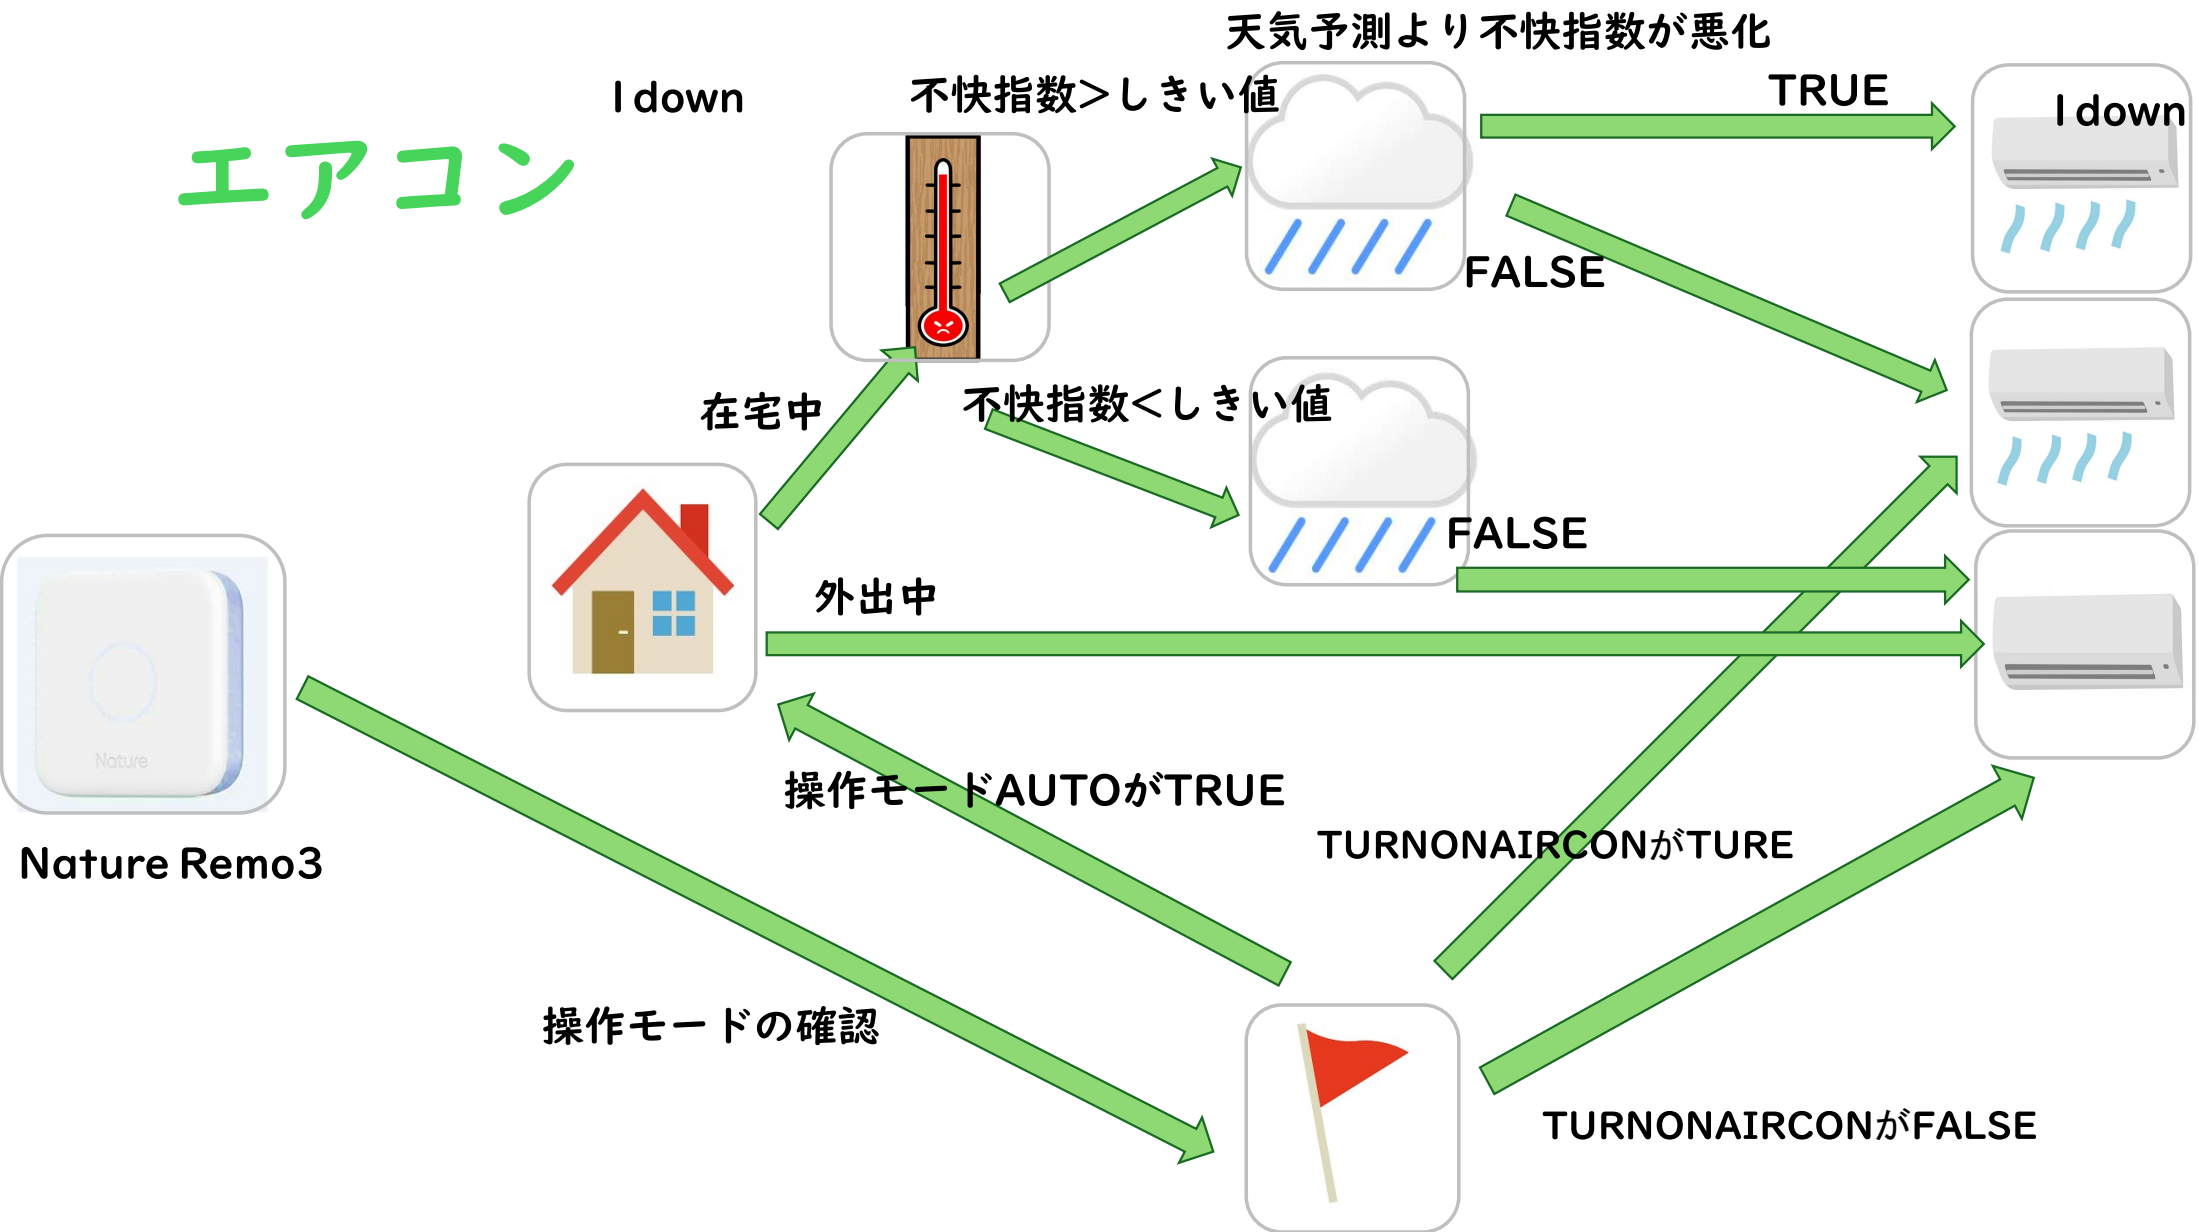 天気予測より不快指数が悪化
1 down
不快指数＞しきい値
TRUE
1 down
エアコン
FALSE
在宅中
不快指数＜しきい値
FALSE
外出中
Nature
操作モードAUTOがTRUE
TURNONAIRCONがTURE
Nature Remo3
操作モードの確認
TURNONAIRCONがFALSE